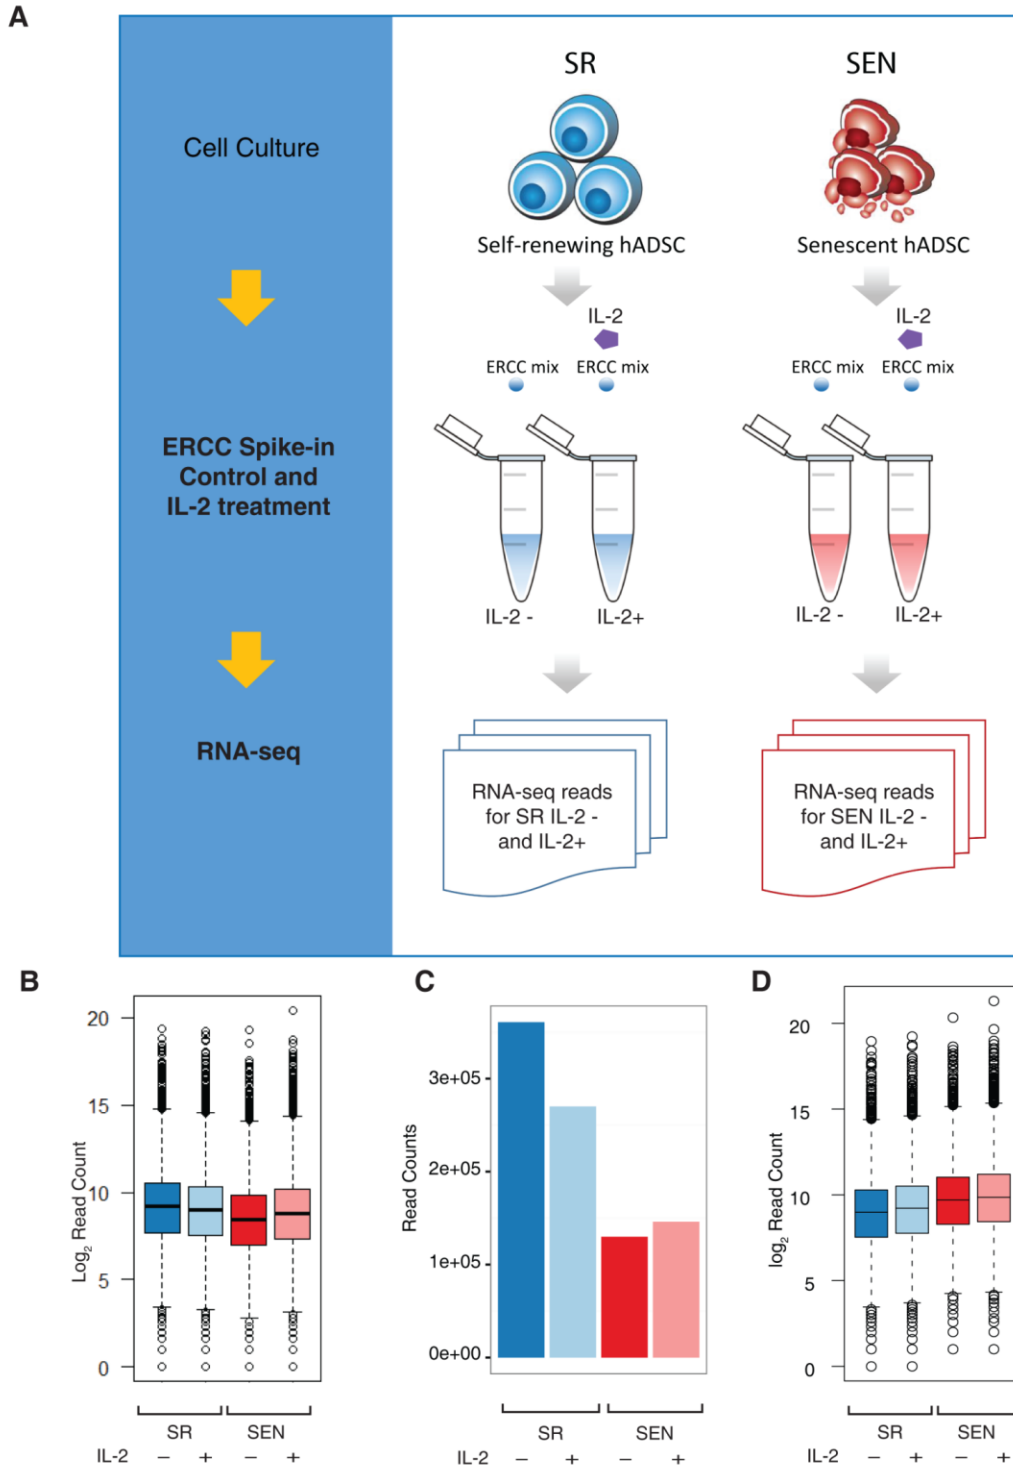 A
SR SEN
Cell Culture
Self-renewing hADSC Senescent hADSC
IL-2 IL-2
ERCC mix ERCC mix ERCC mix ERCC mix
ERCC Spike-in
Control and
IL-2 treatment
IL-2 - IL-2+ IL-2 - IL-2+
RNA-seq
RNA-seq reads
for SR IL-2 -
and IL-2+
RNA-seq reads
for SEN IL-2 -
and IL-2+
B
Log2 Read Count
20
15
10
5
0
SR SEN
IL-2 – + – +
C
Read Counts
3e+05
2e+05
1e+05
0e+00
SR SEN
IL-2 – + – +
D
log2 Read Count
20
15
10
5
0
SR SEN
IL-2 – + – +